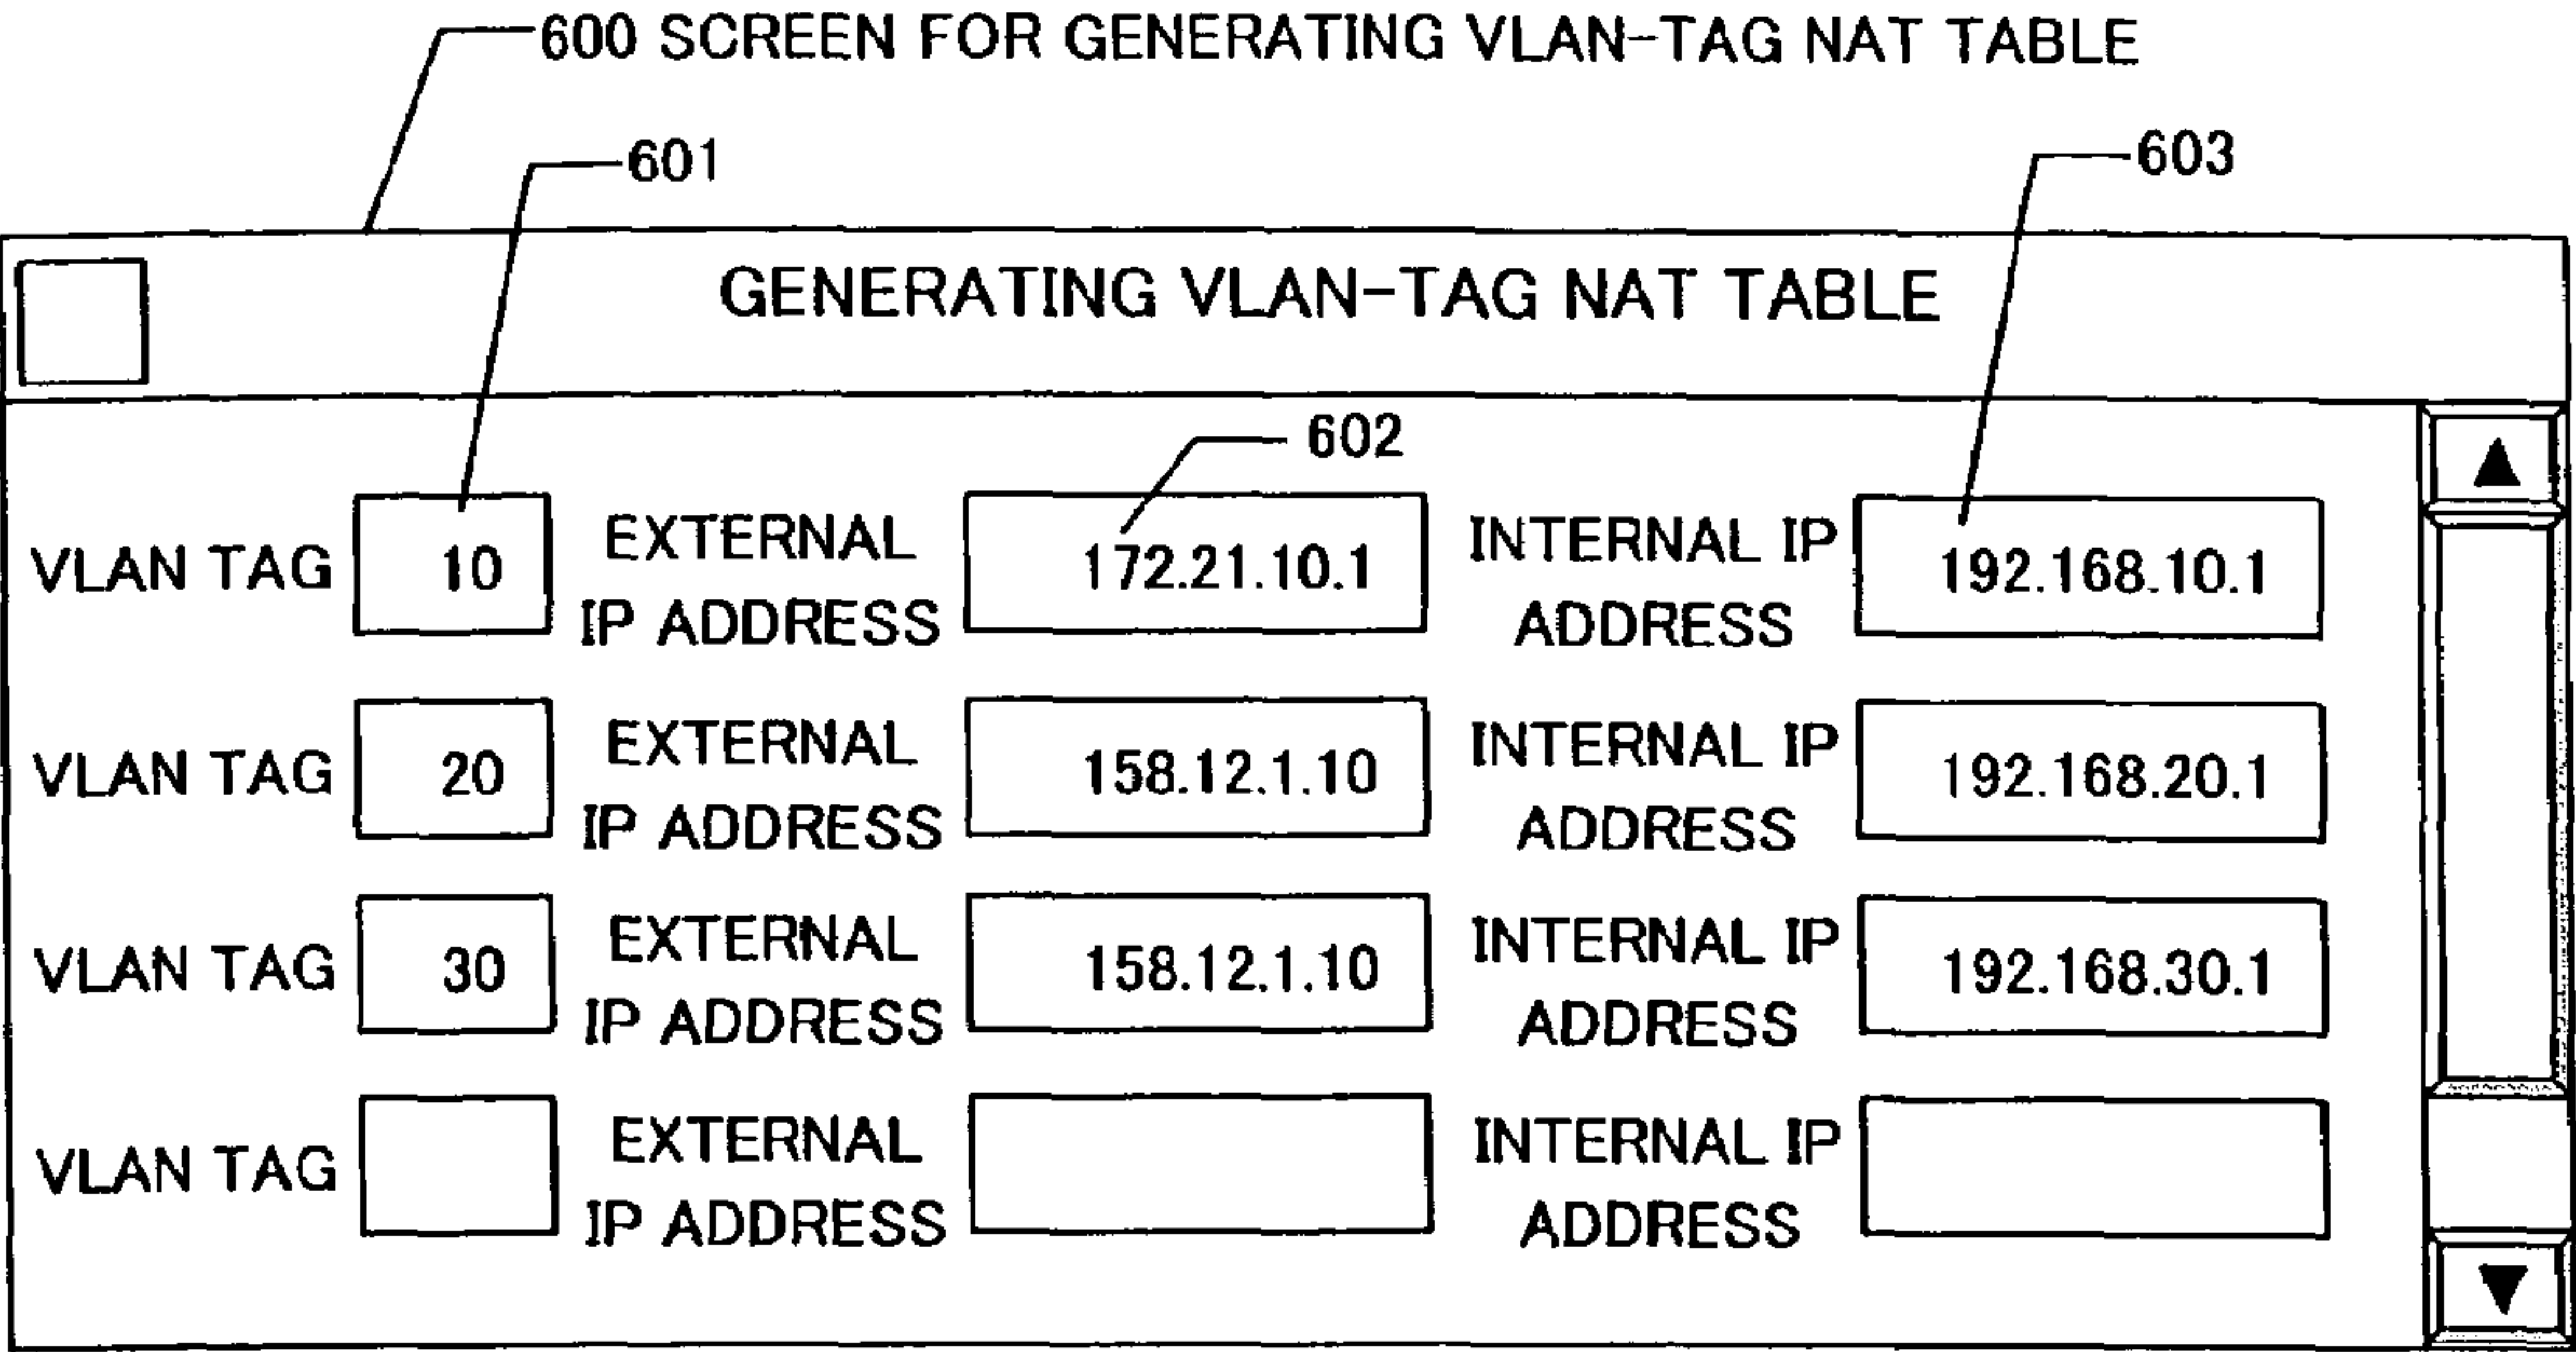 600 SCREEN FOR GENERATING VLAN-TAG NAT TABLE
601
603
GENERATING VLAN-TAG NAT TABLE
602
VLAN TAG 10 EXTERNAL IP ADDRESS 172.21.10.1 INTERNAL IP ADDRESS 192.168.10.1
VLAN TAG 20 EXTERNAL IP ADDRESS 158.12.1.10 INTERNAL IP ADDRESS 192.168.20.1
VLAN TAG 30 EXTERNAL IP ADDRESS 158.12.1.10 INTERNAL IP ADDRESS 192.168.30.1
VLAN TAG EXTERNAL IP ADDRESS INTERNAL IP ADDRESS